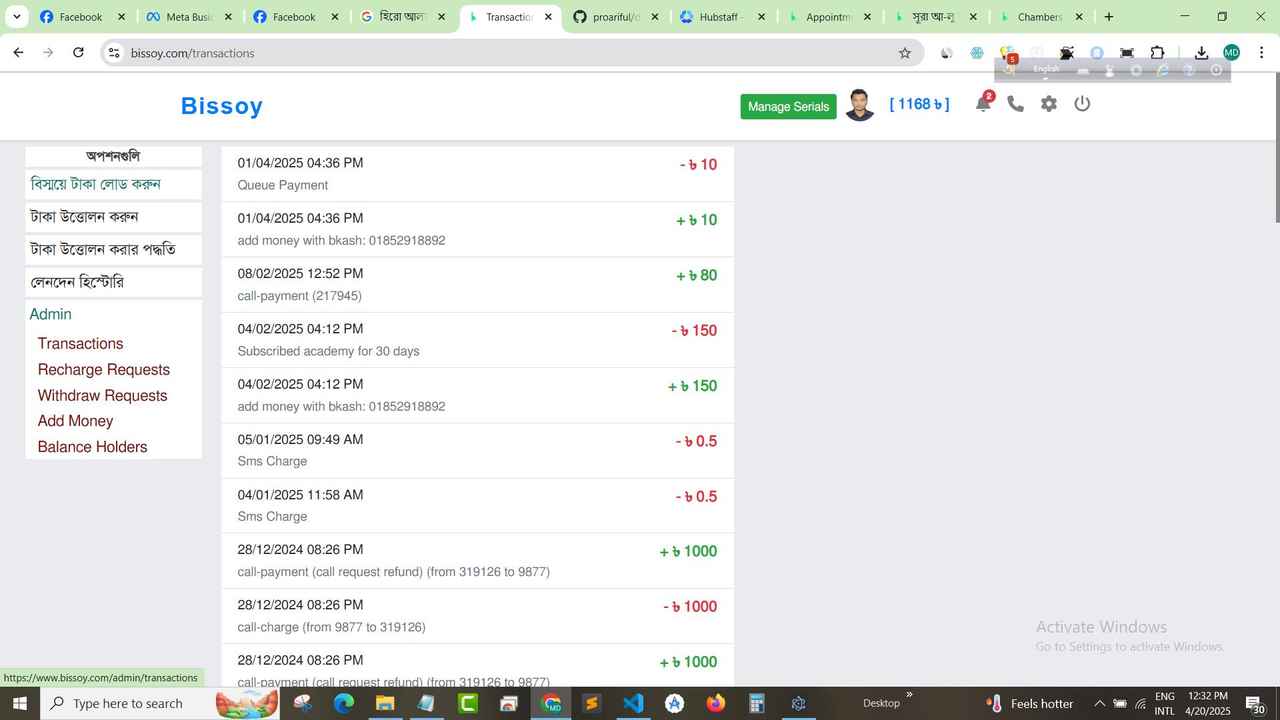 Facebook
Meta Busi
Facebook
হিরো আল
Transactio
proariful/d
Hubstaff
Appointm
সূরা আ-লু
Chambers
bissoy.com/transactions
MD
5
English
Bissoy
Manage Serials
[ 1168 ৳ ]
2
অপশনগুলি
বিস্ময়ে টাকা লোড করুন
টাকা উত্তোলন করুন
টাকা উত্তোলন করার পদ্ধতি
লেনদেন হিস্টোরি
Admin
Transactions
Recharge Requests
Withdraw Requests
Add Money
Balance Holders
01/04/2025 04:36 PM
- ৳ 10
Queue Payment
01/04/2025 04:36 PM
+ ৳ 10
add money with bkash: 01852918892
08/02/2025 12:52 PM
+ ৳ 80
call-payment (217945)
04/02/2025 04:12 PM
- ৳ 150
Subscribed academy for 30 days
04/02/2025 04:12 PM
+ ৳ 150
add money with bkash: 01852918892
05/01/2025 09:49 AM
- ৳ 0.5
Sms Charge
04/01/2025 11:58 AM
- ৳ 0.5
Sms Charge
28/12/2024 08:26 PM
+ ৳ 1000
call-payment (call request refund) (from 319126 to 9877)
28/12/2024 08:26 PM
- ৳ 1000
call-charge (from 9877 to 319126)
28/12/2024 08:26 PM
+ ৳ 1000
call-payment (call request refund) (from 319126 to 9877)
Activate Windows
Go to Settings to activate Windows.
https://www.bissoy.com/admin/transactions
Type here to search
Desktop
Feels hotter
ENG
INTL
12:32 PM
4/20/2025
30